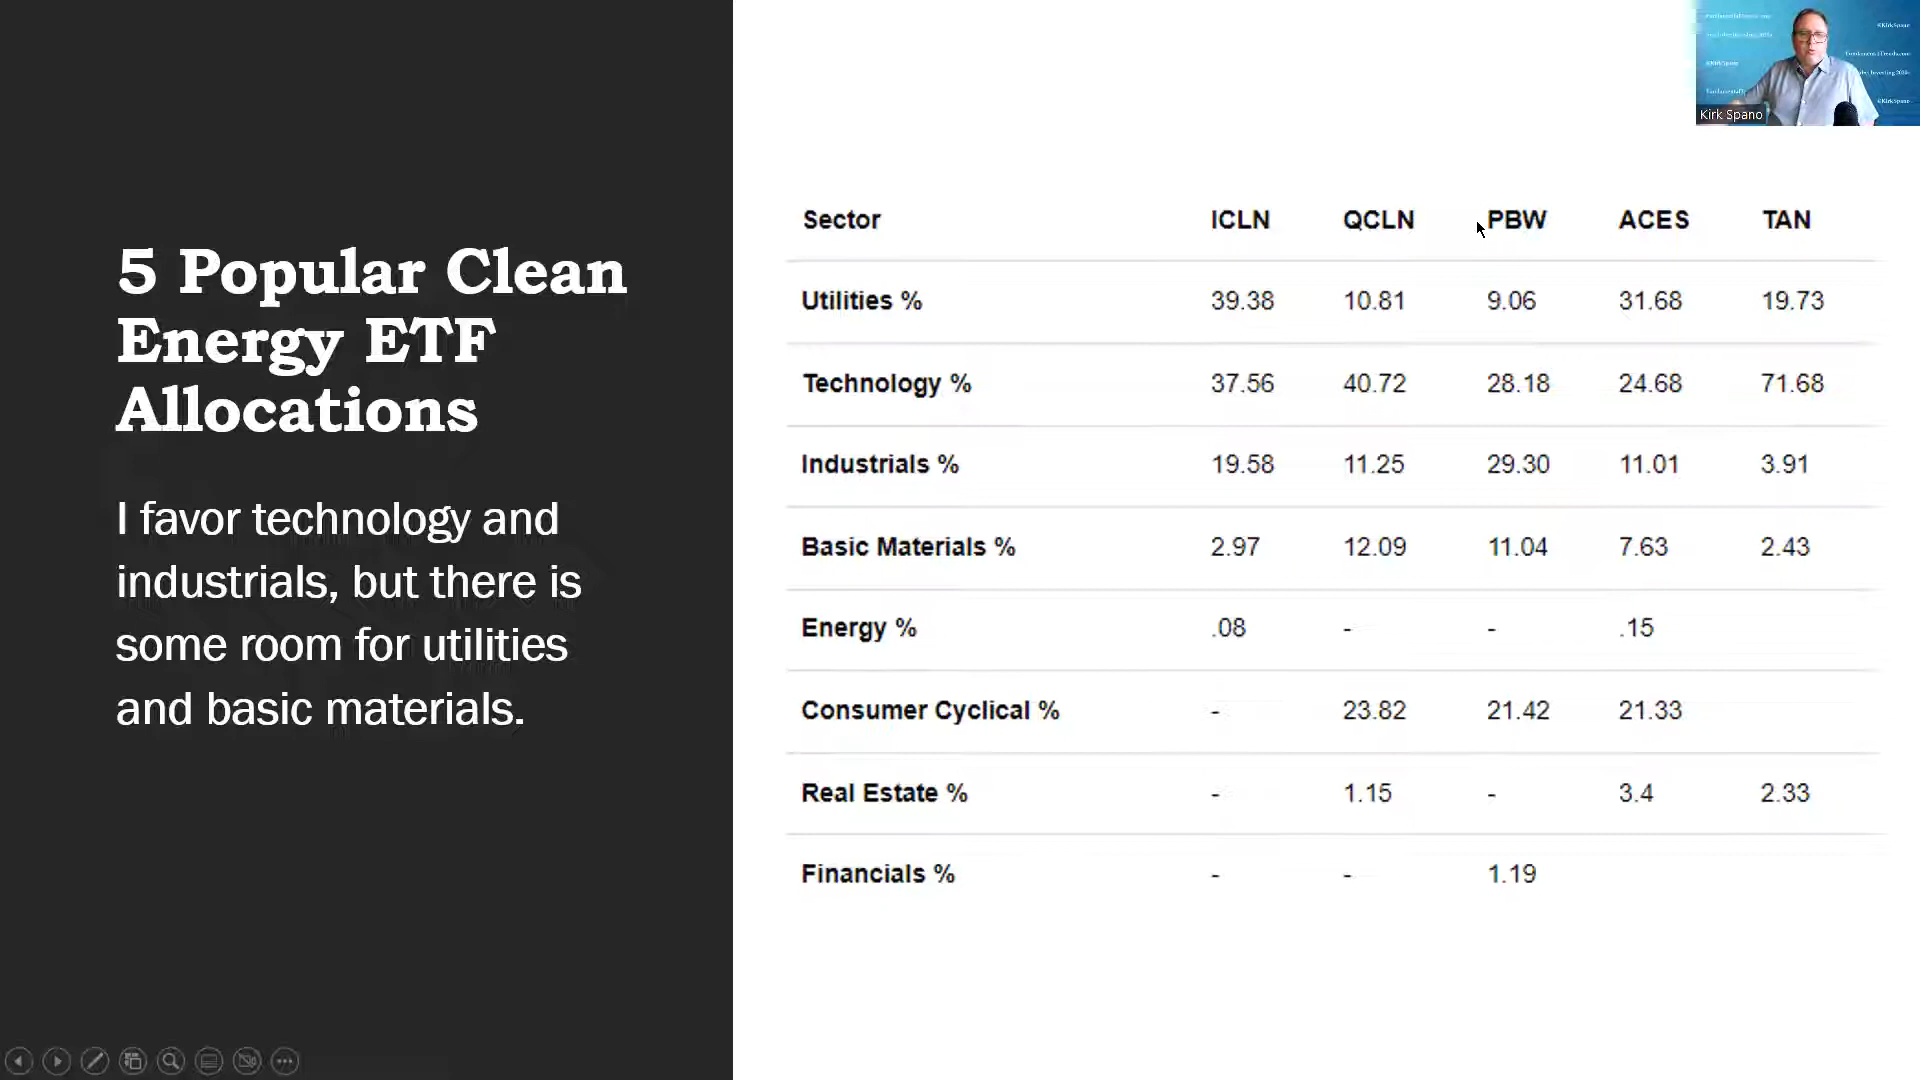 5 Popular Clean
Energy ETF
Allocations
I favor technology and
industrials, but there is
some room for utilities
and basic materials.
Sector ICLN QCLN PBW ACES TAN
Utilities % 39.38 10.81 9.06 31.68 19.73
Technology % 37.56 40.72 28.18 24.68 71.68
Industrials % 19.58 11.25 29.30 11.01 3.91
Basic Materials % 2.97 12.09 11.04 7.63 2.43
Energy % .08 - - .15
Consumer Cyclical % - 23.82 21.42 21.33
Real Estate % - 1.15 - 3.4 2.33
Financials % - - 1.19
@KirkSpano
@KirkSpano
@KirkSpano
Kirk Spano